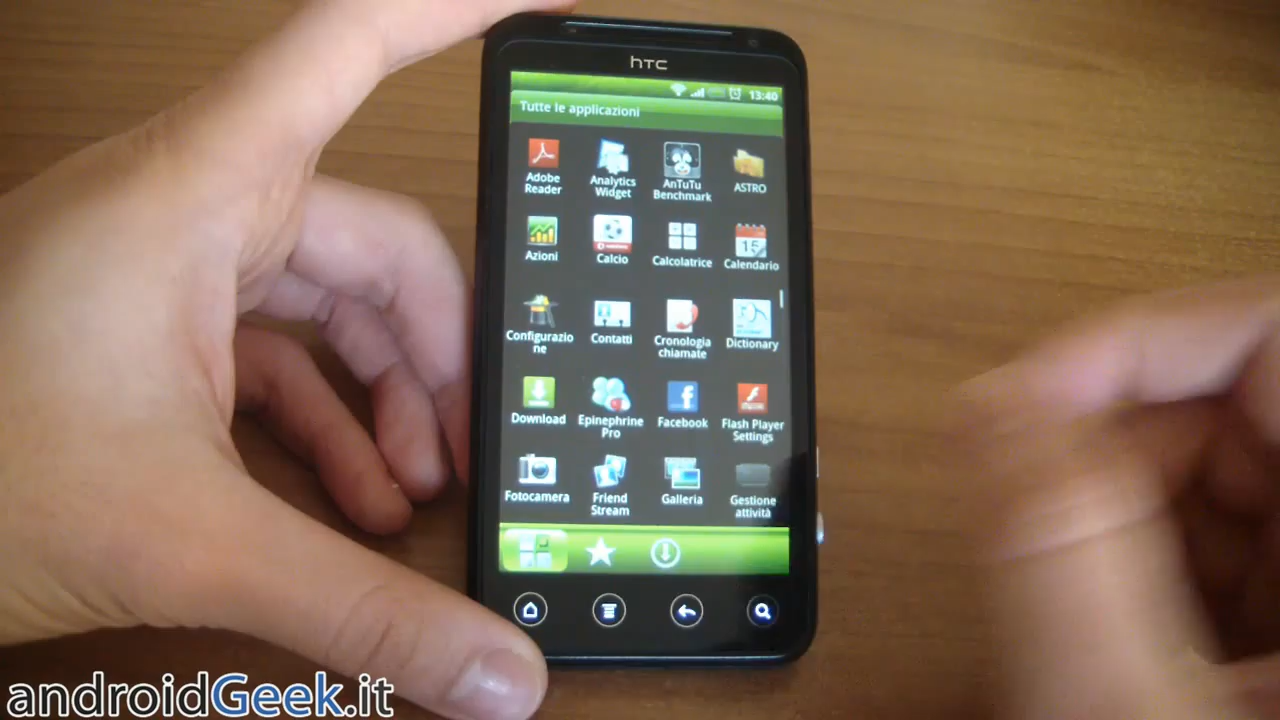 hTC
13:40
Tutte le applicazioni
Adobe Reader
Analytics Widget
AnTuTu Benchmark
ASTRO
Azioni
Calcio
Calcolatrice
15
Calendario
Configurazio
ne
Contatti
Cronologia chiamate
Dictionary
Download
Epinephrine Pro
Facebook
Flash Player Settings
Fotocamera
Friend Stream
Galleria
Gestione attività
androidGeek.it